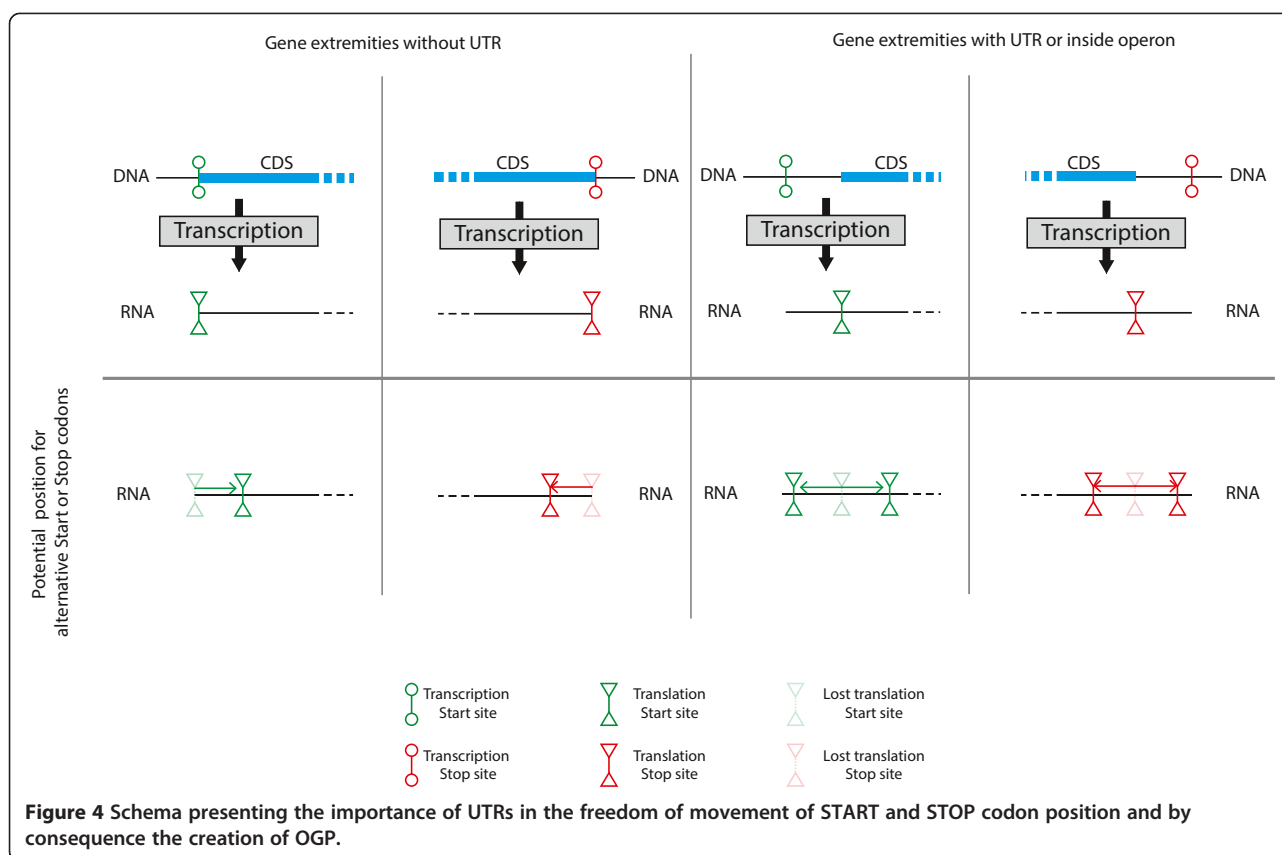 Gene extremities without UTR
Gene extremities with UTR or inside operon
CDS
DNA
Transcription
RNA
CDS
DNA
Transcription
RNA
CDS
DNA
Transcription
RNA
CDS
DNA
Transcription
RNA
Potential position for
alternative Start or Stop codons
RNA
RNA
RNA
RNA
Transcription
Start site
Translation
Start site
Lost translation
Start site
Transcription
Stop site
Translation
Stop site
Lost translation
Stop site
Figure 4 Schema presenting the importance of UTRs in the freedom of movement of START and STOP codon position and by
consequence the creation of OGP.